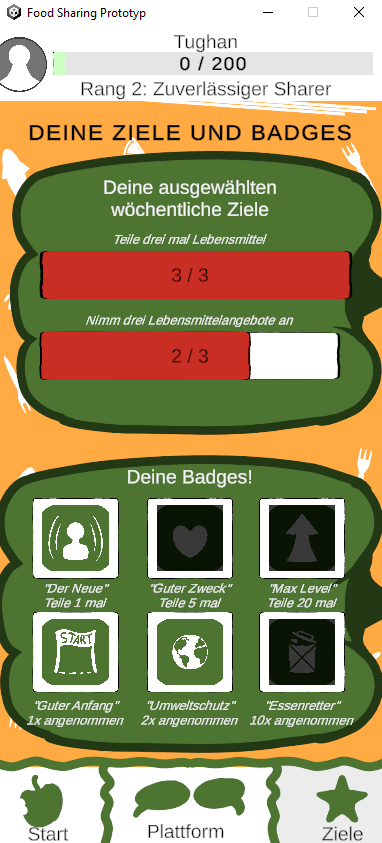 Food Sharing Prototyp
Tughan
0 / 200
Rang 2: Zuverlässiger Sharer
DEINE ZIELE UND BADGES
Deine ausgewählten
wöchentliche Ziele
Teile drei mal Lebensmittel
3 / 3
Nimm drei Lebensmittelangebote an
2 / 3
Deine Badges!
"Der Neue"
Teile 1 mal
"Guter Zweck"
Teile 5 mal
"Max Level"
Teile 20 mal
START
"Guter Anfang"
1x angenommen
"Umweltschutz"
2x angenommen
"Essenretter"
10x angenommen
Start
Plattform
Ziele